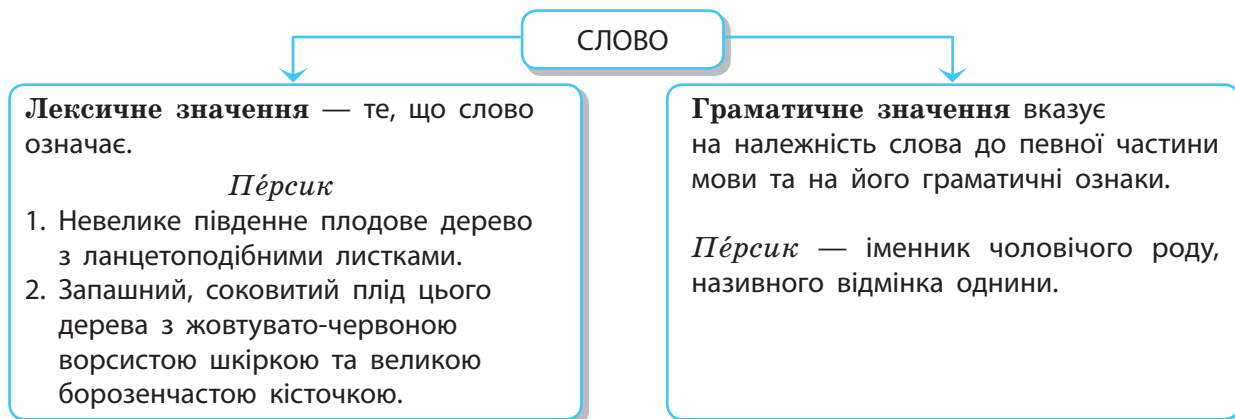 СЛОВО
Лексичне значення — те, що слово
означає.
Пе́рсик
1. Невелике південне плодове дерево
з ланцетоподібними листками.
2. Запашний, соковитий плід цього
дерева з жовтувато-червоною
ворсистою шкіркою та великою
борозенчастою кісточкою.
Граматичне значення вказує
на належність слова до певної частини
мови та на його граматичні ознаки.
Пе́рсик — іменник чоловічого роду,
називного відмінка однини.